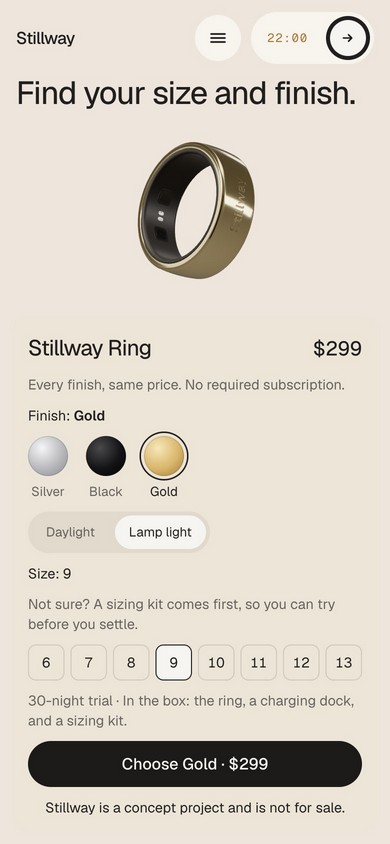 Stillway
22:00
Find your size and finish.
Stillway
Stillway Ring
$299
Every finish, same price. No required subscription.
Finish: Gold
Silver
Black
Gold
Daylight
Lamp light
Size: 9
Not sure? A sizing kit comes first, so you can try
before you settle.
6
7
8
9
10
11
12
13
30-night trial · In the box: the ring, a charging dock,
and a sizing kit.
Choose Gold · $299
Stillway is a concept project and is not for sale.